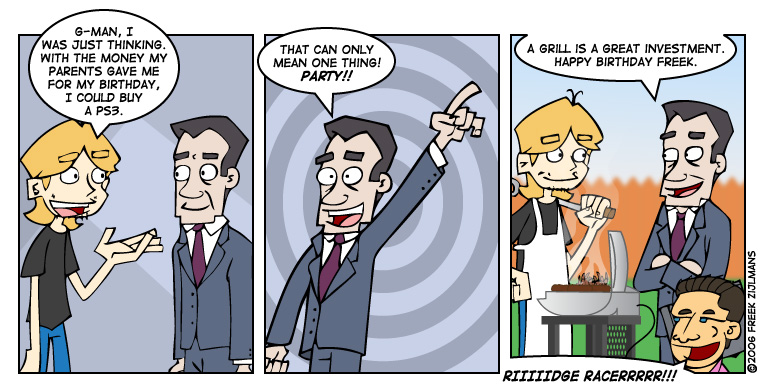 G-MAN, I
WAS JUST THINKING.
WITH THE MONEY MY
PARENTS GAVE ME
FOR MY BIRTHDAY,
I COULD BUY
A PS3.
THAT CAN ONLY
MEAN ONE THING!
PARTY!!
A GRILL IS A GREAT INVESTMENT.
HAPPY BIRTHDAY FREEK.
RIIIIIDGE RACERRRRR!!!
©2006 FREEK ZIJLMANS